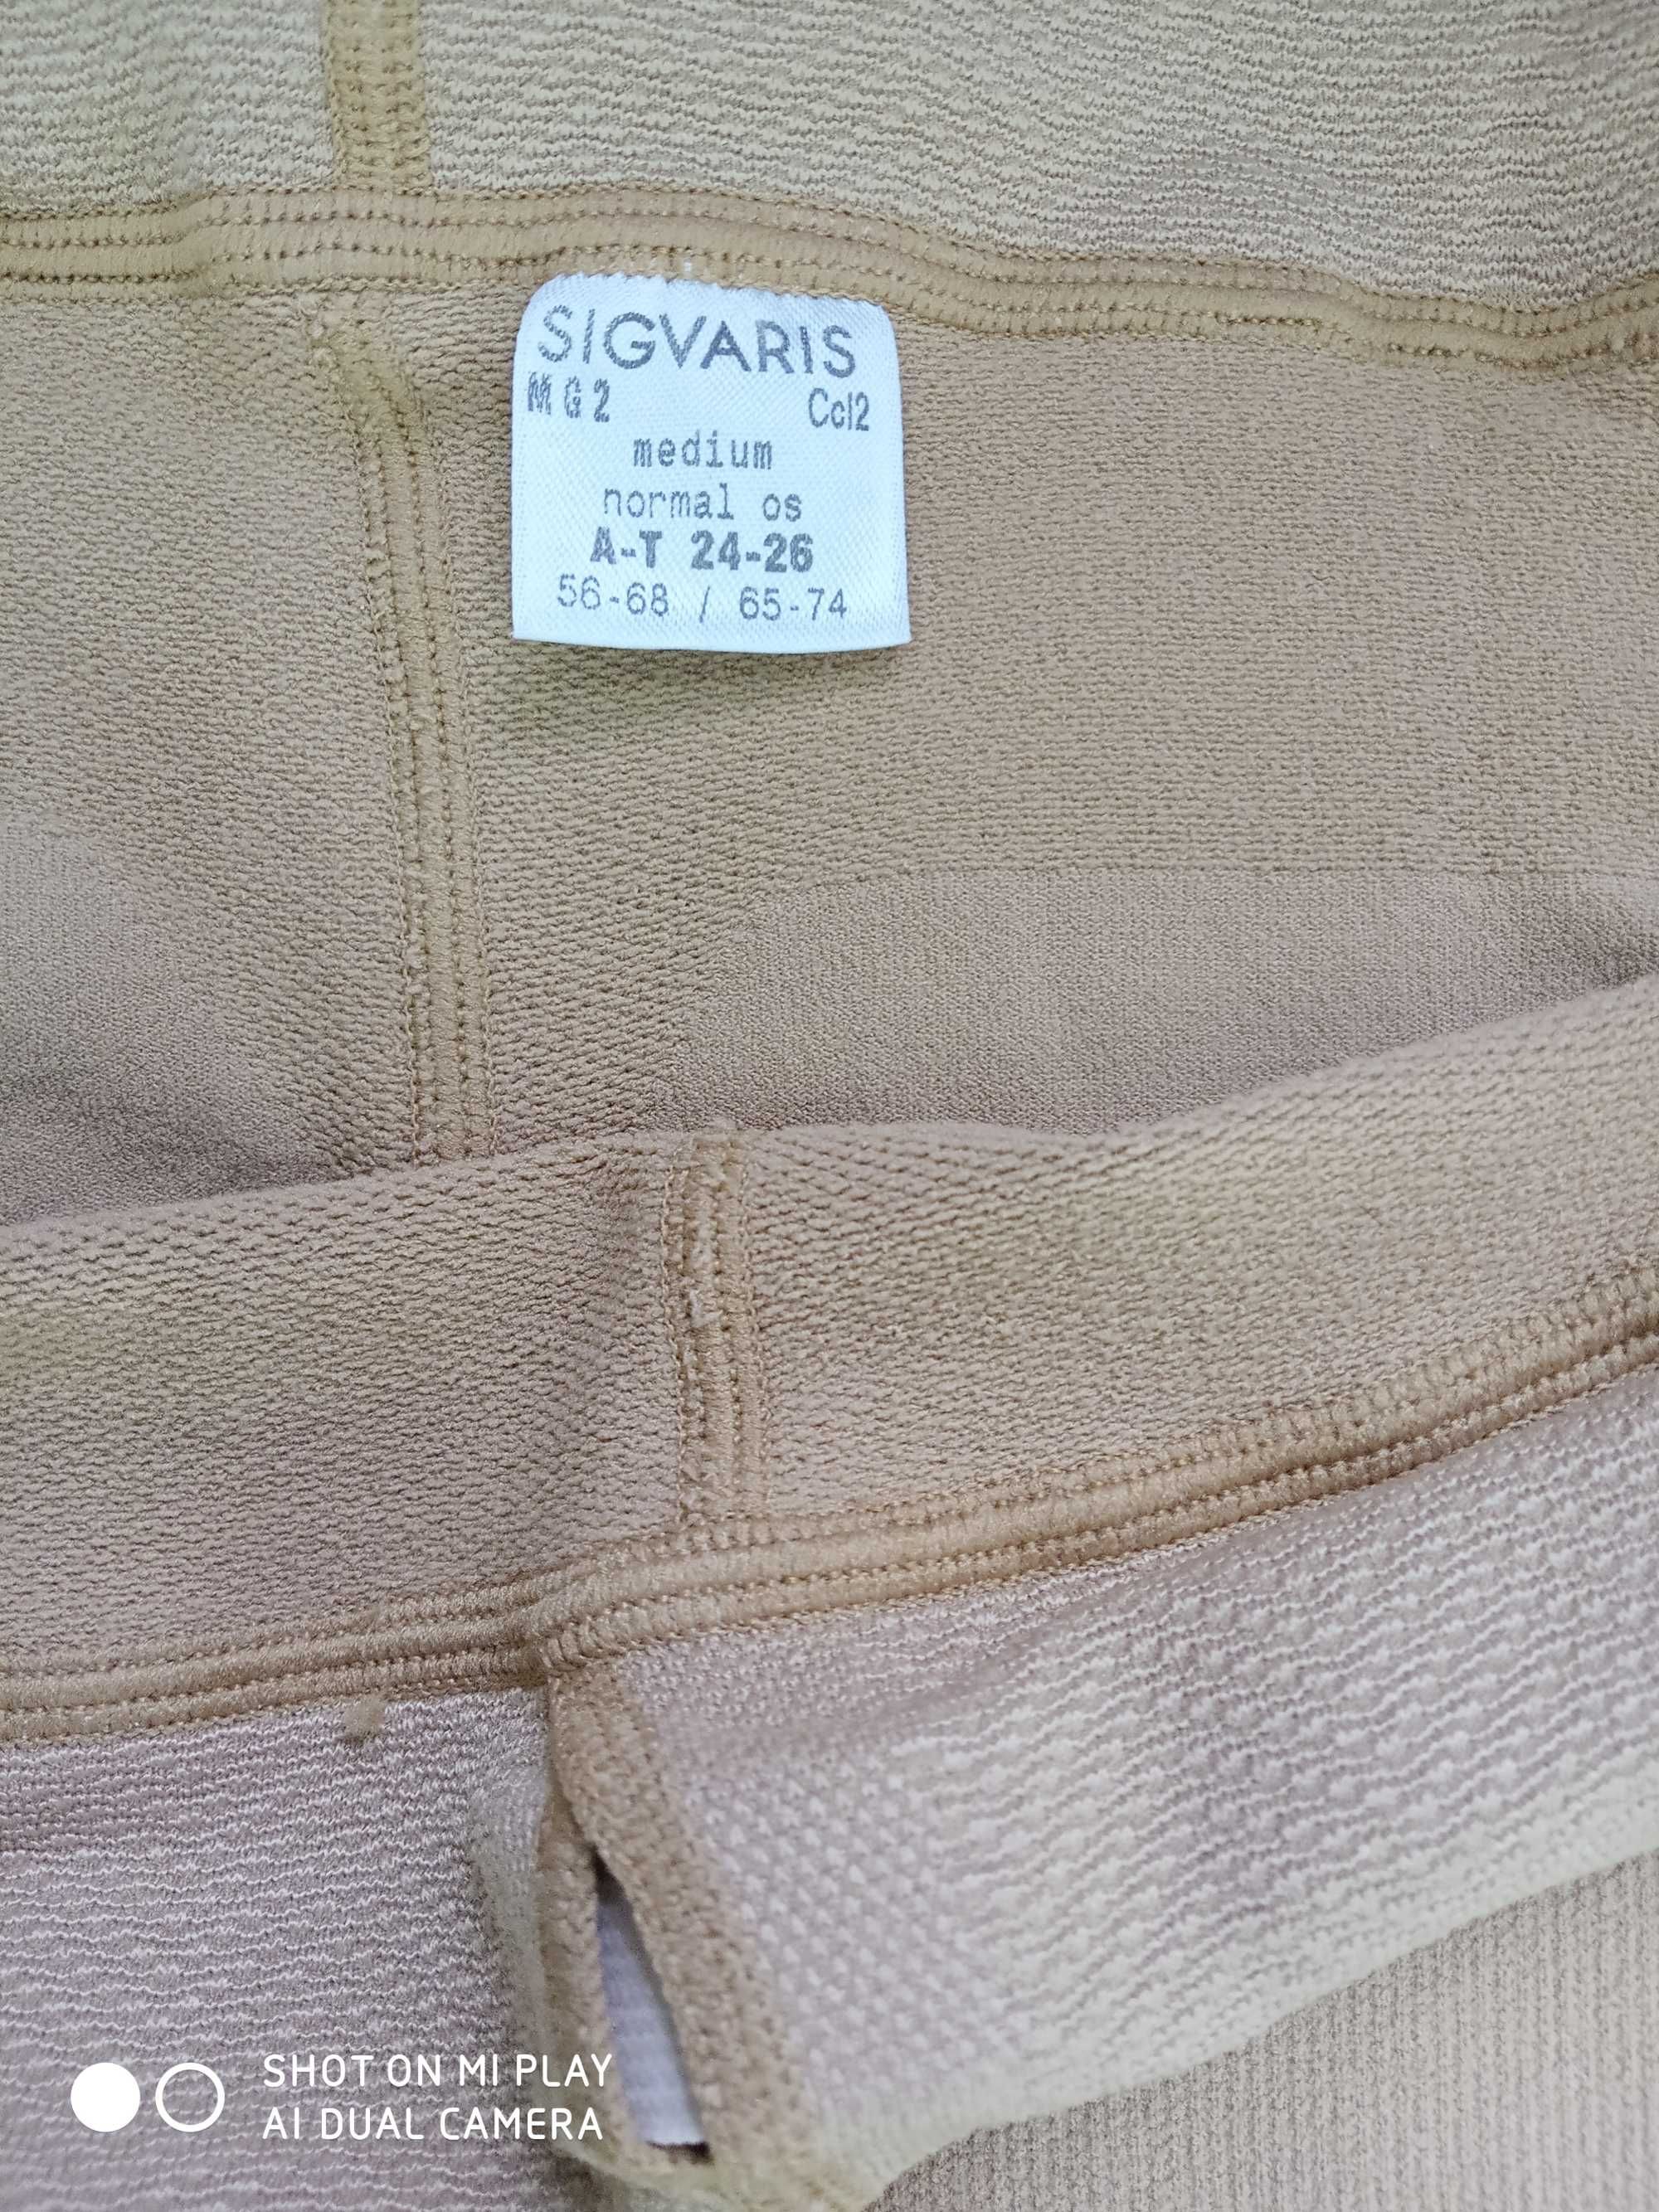 SIGVARIS
MG2 Ccl2
medium
normal os
A-T 24-26
56-68 / 65-74
SHOT ON MI PLAY
AI DUAL CAMERA